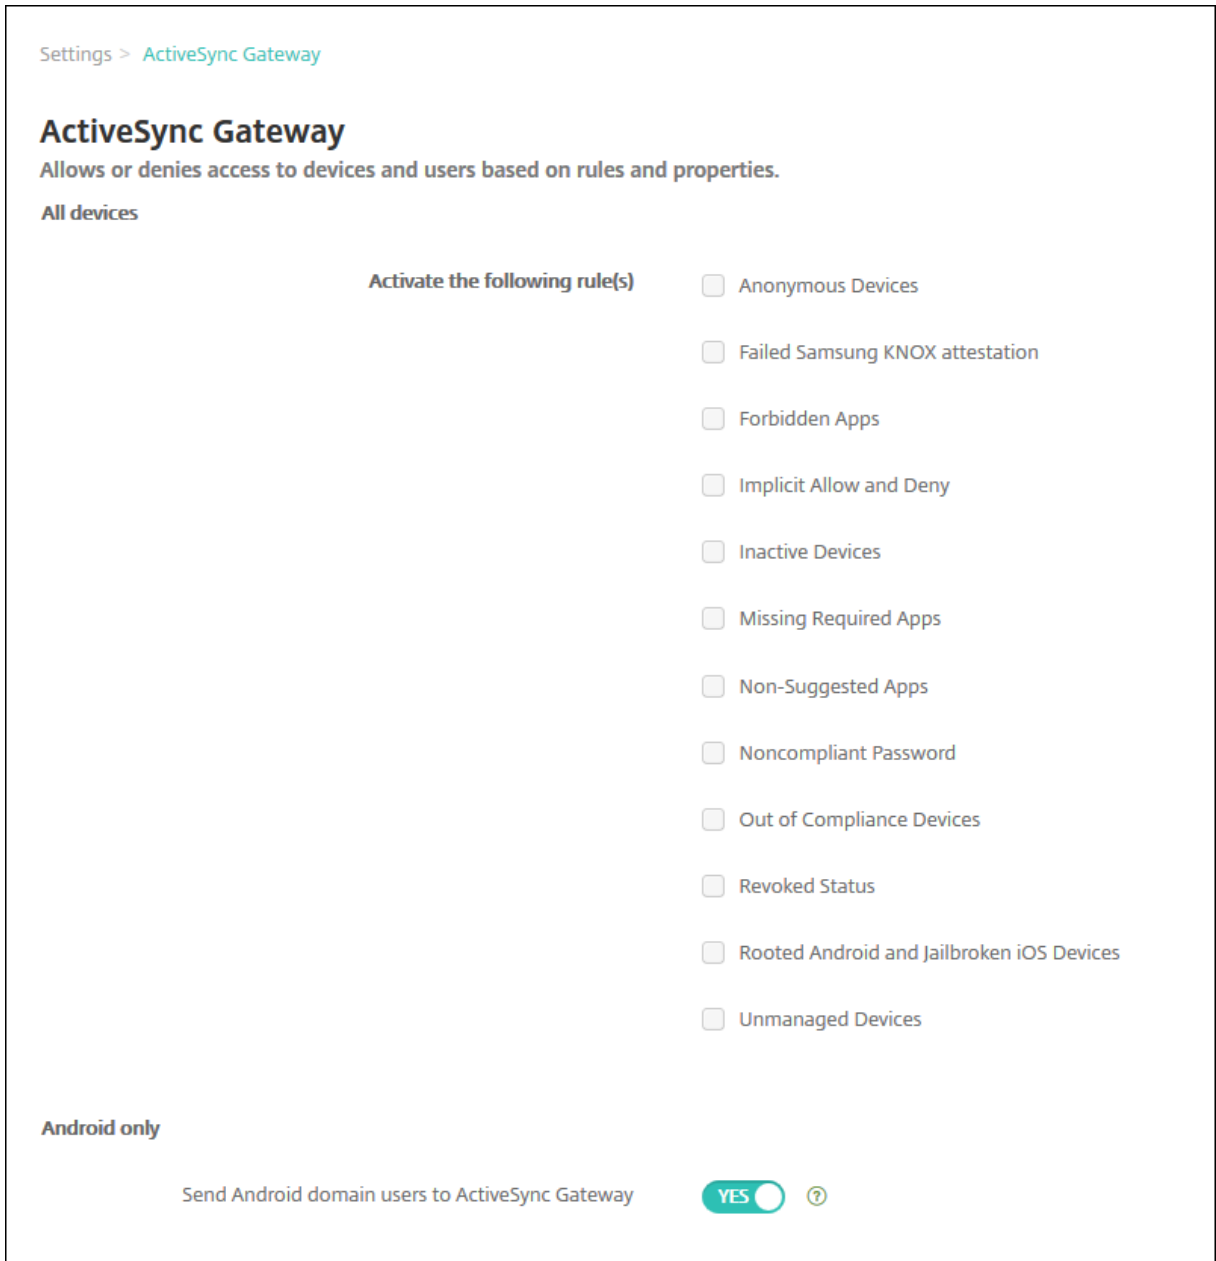 Settings > ActiveSync Gateway
ActiveSync Gateway
Allows or denies access to devices and users based on rules and properties.
All devices
Activate the following rule(s)
Anonymous Devices
Failed Samsung KNOX attestation
Forbidden Apps
Implicit Allow and Deny
Inactive Devices
Missing Required Apps
Non-Suggested Apps
Noncompliant Password
Out of Compliance Devices
Revoked Status
Rooted Android and Jailbroken iOS Devices
Unmanaged Devices
Android only
Send Android domain users to ActiveSync Gateway YES ?